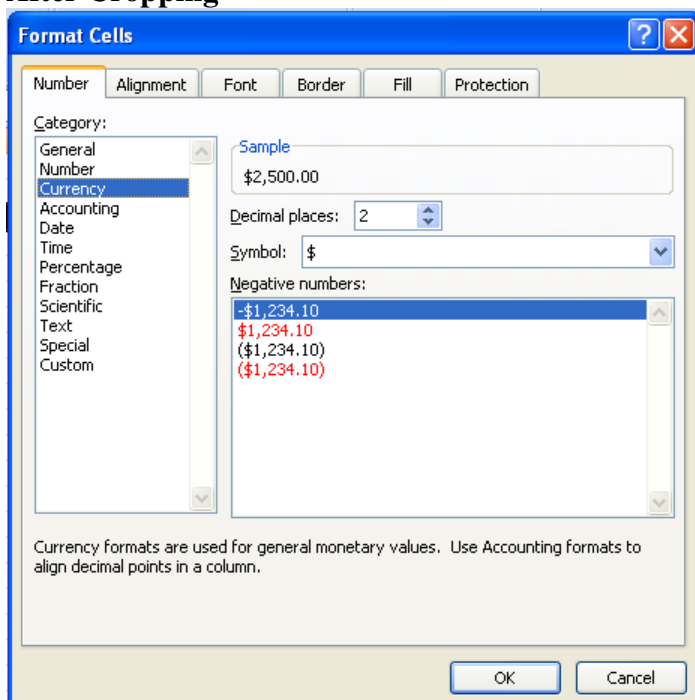 After Cropping
Format Cells
Number Alignment Font Border Fill Protection
Category:
General
Number
Currency
Accounting
Date
Time
Percentage
Fraction
Scientific
Text
Special
Custom
Sample
$2,500.00
Decimal places: 2
Symbol: $
Negative numbers:
-$1,234.10
$1,234.10
($1,234.10)
($1,234.10)
Currency formats are used for general monetary values.  Use Accounting formats to
align decimal points in a column.
OK Cancel